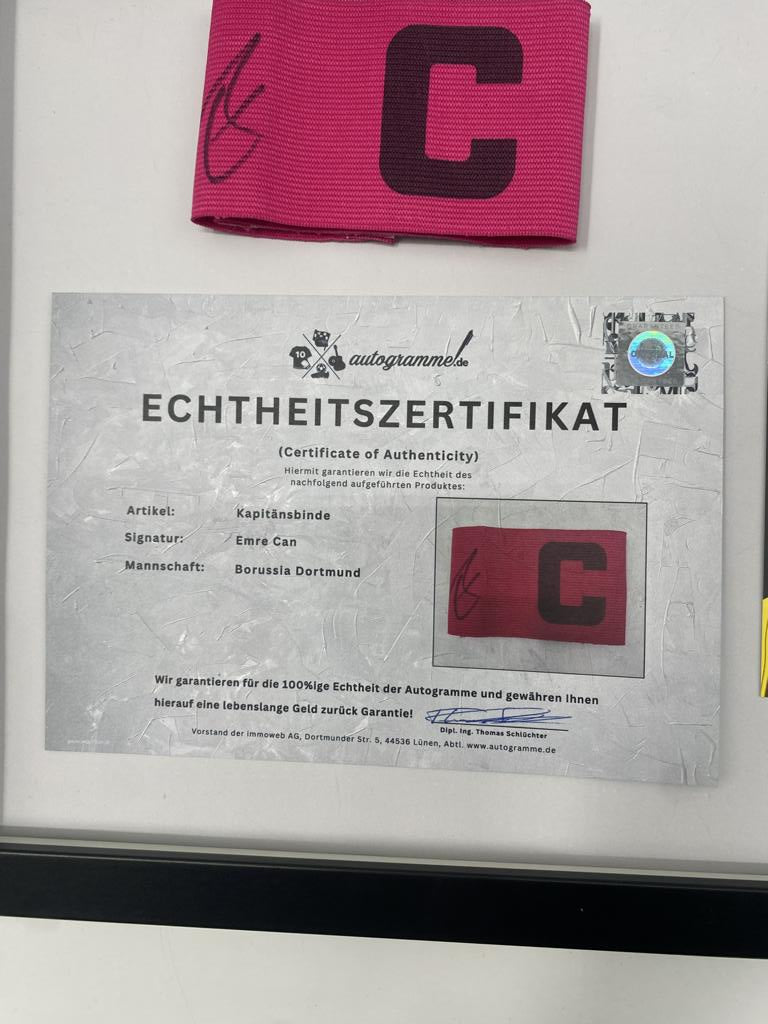 C
10
autogramme.de
GUARANTEED
ORIGINAL
ECHTHEITSZERTIFIKAT
(Certificate of Authenticity)
Hiermit garantieren wir die Echtheit des
nachfolgend aufgeführten Produktes:
Artikel: Kapitänsbinde
Signatur: Emre Can
Mannschaft: Borussia Dortmund
C
Wir garantieren für die 100%ige Echtheit der Autogramme und gewähren Ihnen
hierauf eine lebenslange Geld zurück Garantie!
Dipl. Ing. Thomas Schlüchter
Vorstand der immoweb AG, Dortmunder Str. 5, 44536 Lünen, Abtl. www.autogramme.de